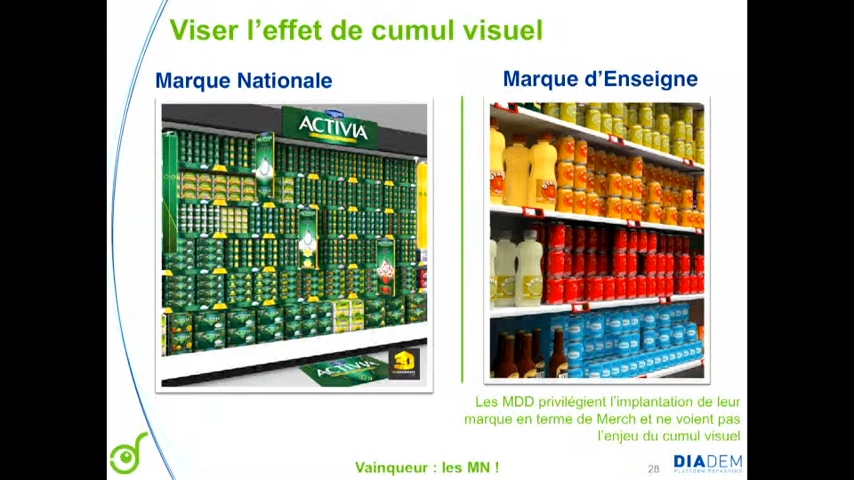 Viser l’effet de cumul visuel
Marque Nationale
Marque d’Enseigne
ACTIVIA
ACTIVIA
Les MDD privilégient l’implantation de leur
marque en terme de Merch et ne voient pas
l’enjeu du cumul visuel
Vainqueur : les MN !
28
DIADEM